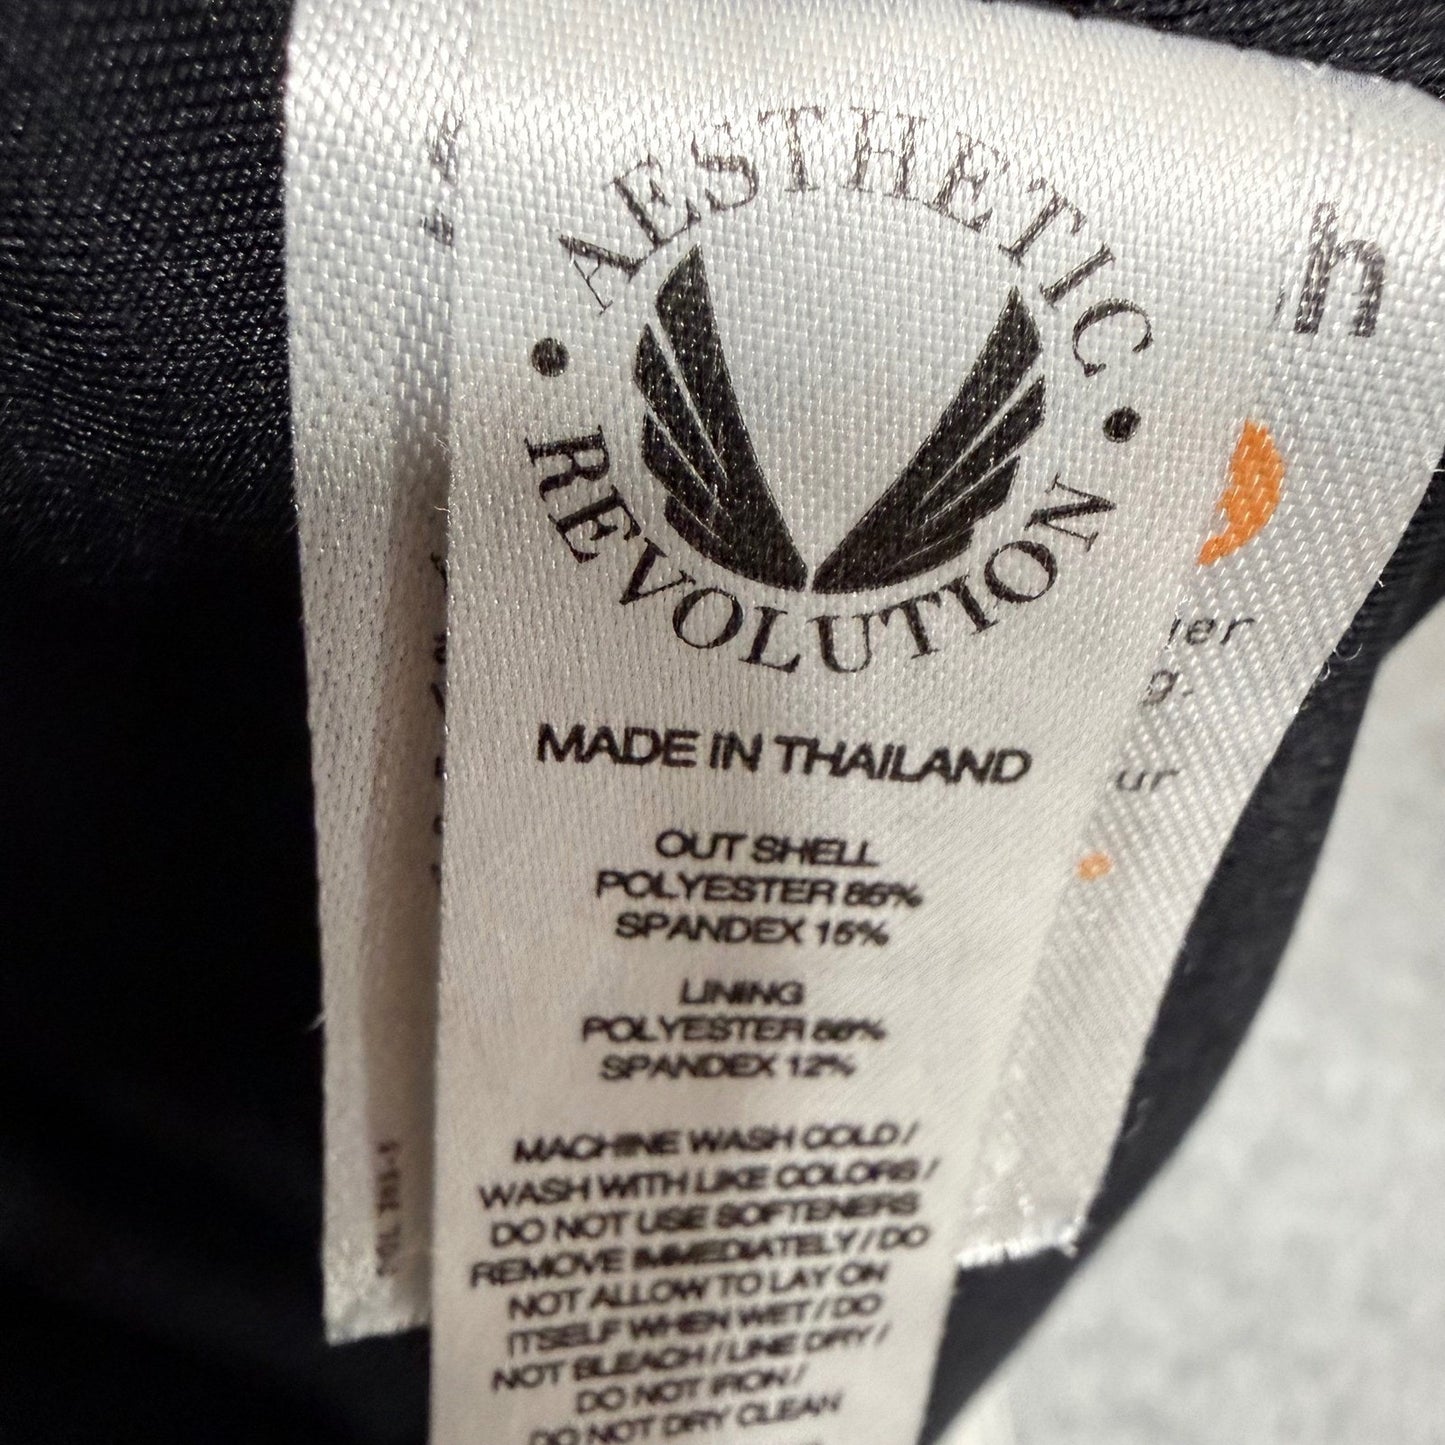 AESTHETIC
REVOLUTION
MADE IN THAILAND
OUT SHELL
POLYESTER 85%
SPANDEX 15%
LINING
POLYESTER 88%
SPANDEX 12%
MACHINE WASH COLD /
WASH WITH LIKE COLORS /
DO NOT USE SOFTENERS
REMOVE IMMEDIATELY / DO
NOT ALLOW TO LAY ON
ITSELF WHEN WET / DO
NOT BLEACH / LINE DRY /
DO NOT IRON /
DO NOT DRY CLEAN
h
ur